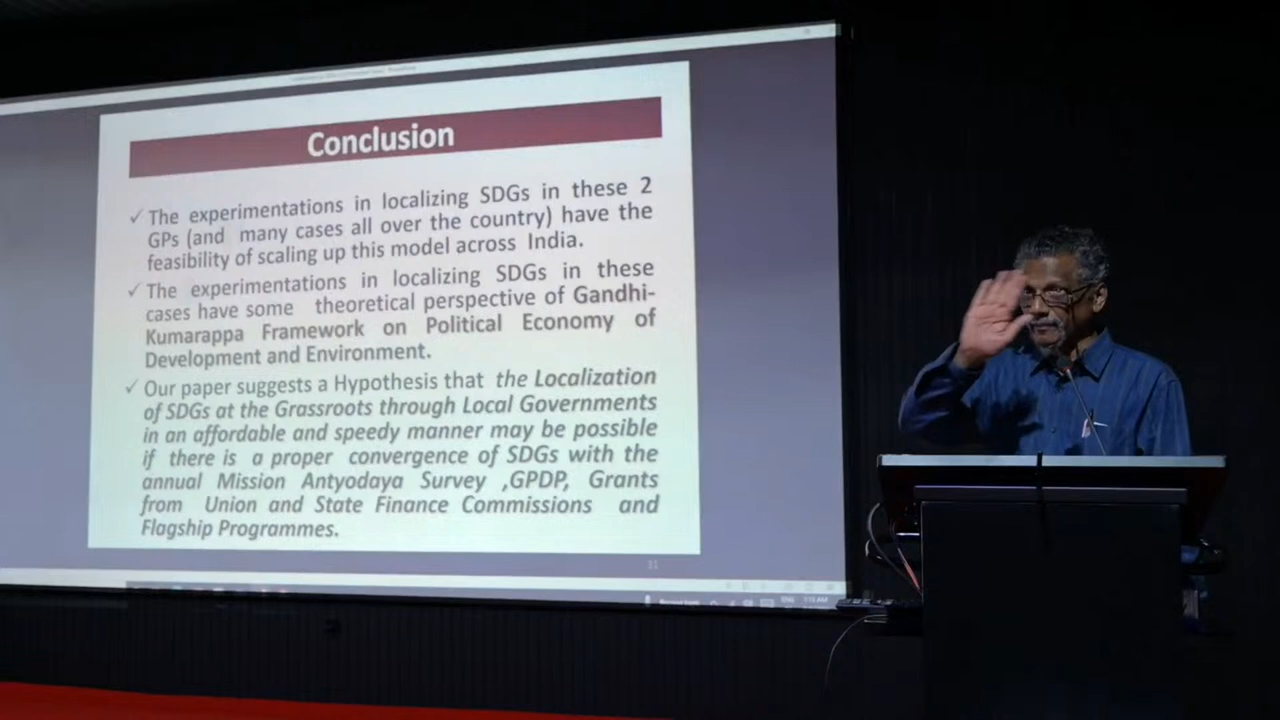 Conclusion
✓ The experimentations in localizing SDGs in these 2
GPs (and many cases all over the country) have the
feasibility of scaling up this model across India.
✓ The experimentations in localizing SDGs in these
cases have some theoretical perspective of Gandhi-
Kumarappa Framework on Political Economy of
Development and Environment.
✓ Our paper suggests a Hypothesis that the Localization
of SDGs at the Grassroots through Local Governments
in an affordable and speedy manner may be possible
if there is a proper convergence of SDGs with the
annual Mission Antyodaya Survey ,GPDP, Grants
from Union and State Finance Commissions and
Flagship Programmes.